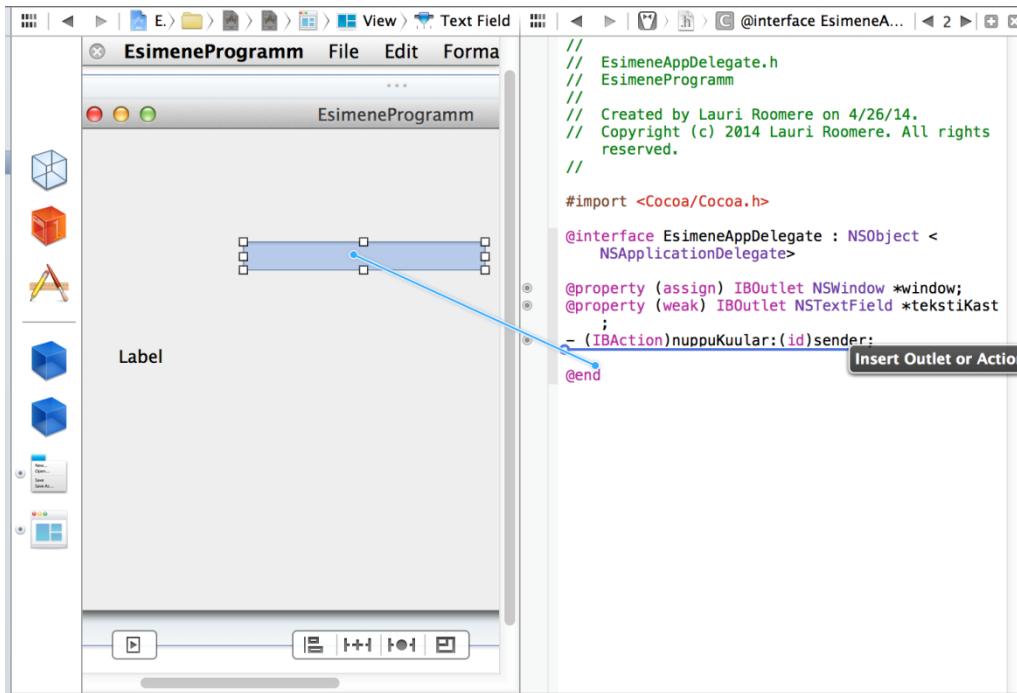 E. View Text Field
@interface EsimeneA... 2
EsimeneProgramm File Edit Forma
EsimeneProgramm
Label
//
// EsimeneAppDelegate.h
// EsimeneProgramm
//
// Created by Lauri Roomere on 4/26/14.
// Copyright (c) 2014 Lauri Roomere. All rights
reserved.
//
#import <Cocoa/Cocoa.h>
@interface EsimeneAppDelegate : NSObject <
NSApplicationDelegate>
@property (assign) IBOutlet NSWindow *window;
@property (weak) IBOutlet NSTextField *tekstiKast
;
- (IBAction)nuppuKuular:(id)sender;
Insert Outlet or Actio
@end